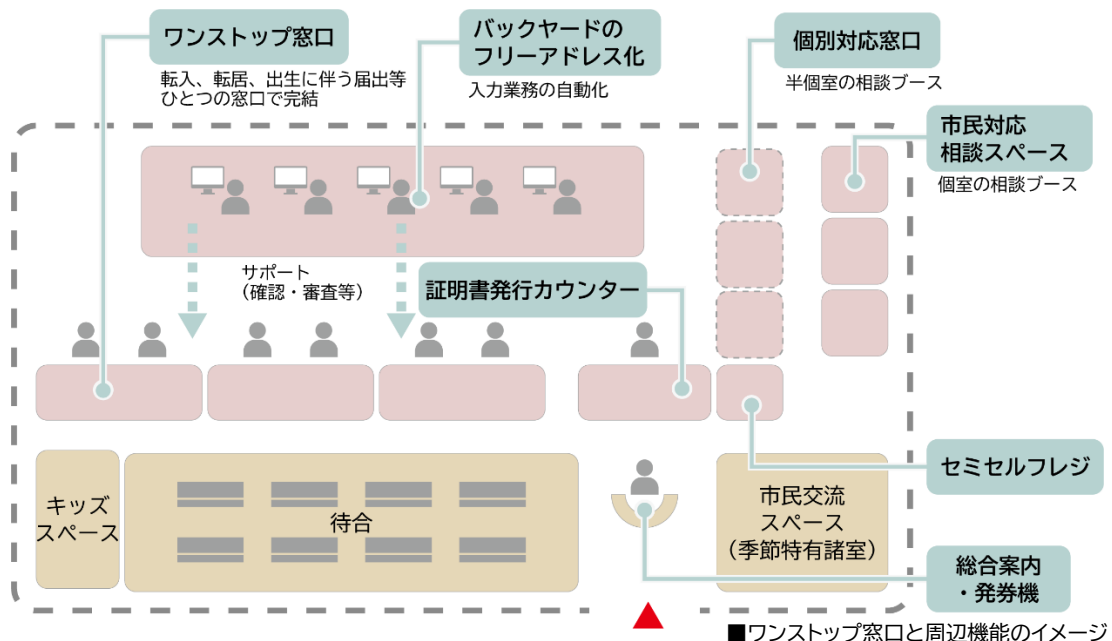 ワンストップ窓口
転入、転居、出生に伴う届出等
ひとつの窓口で完結
バックヤードの
フリーアドレス化
入力業務の自動化
個別対応窓口
半個室の相談ブース
市民対応
相談スペース
個室の相談ブース
サポート
（確認・審査等）
証明書発行カウンター
セミセルフレジ
キッズ
スペース
待合
市民交流
スペース
（季節特有諸室）
総合案内
・発券機
■ワンストップ窓口と周辺機能のイメージ